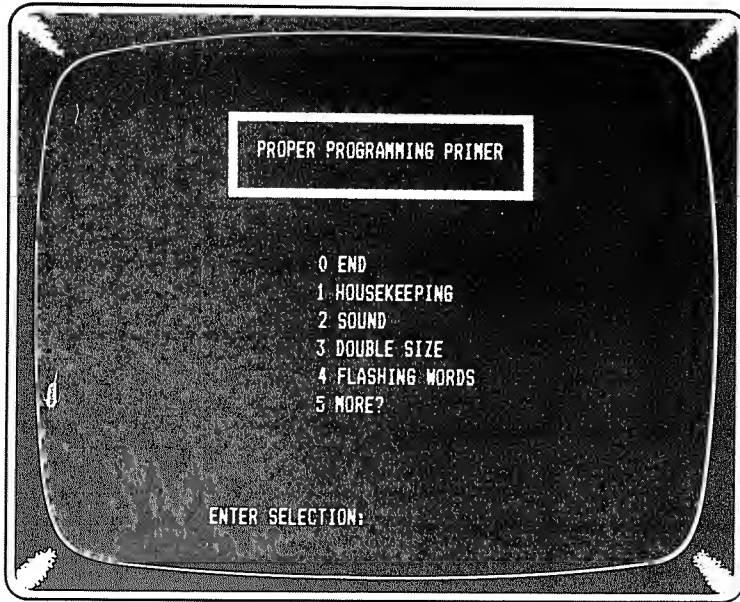 PROPER PROGRAMMING PRIMER
0 END
1 HOUSEKEEPING
2 SOUND
3 DOUBLE SIZE
4 FLASHING WORDS
5 MORE?
ENTER SELECTION: